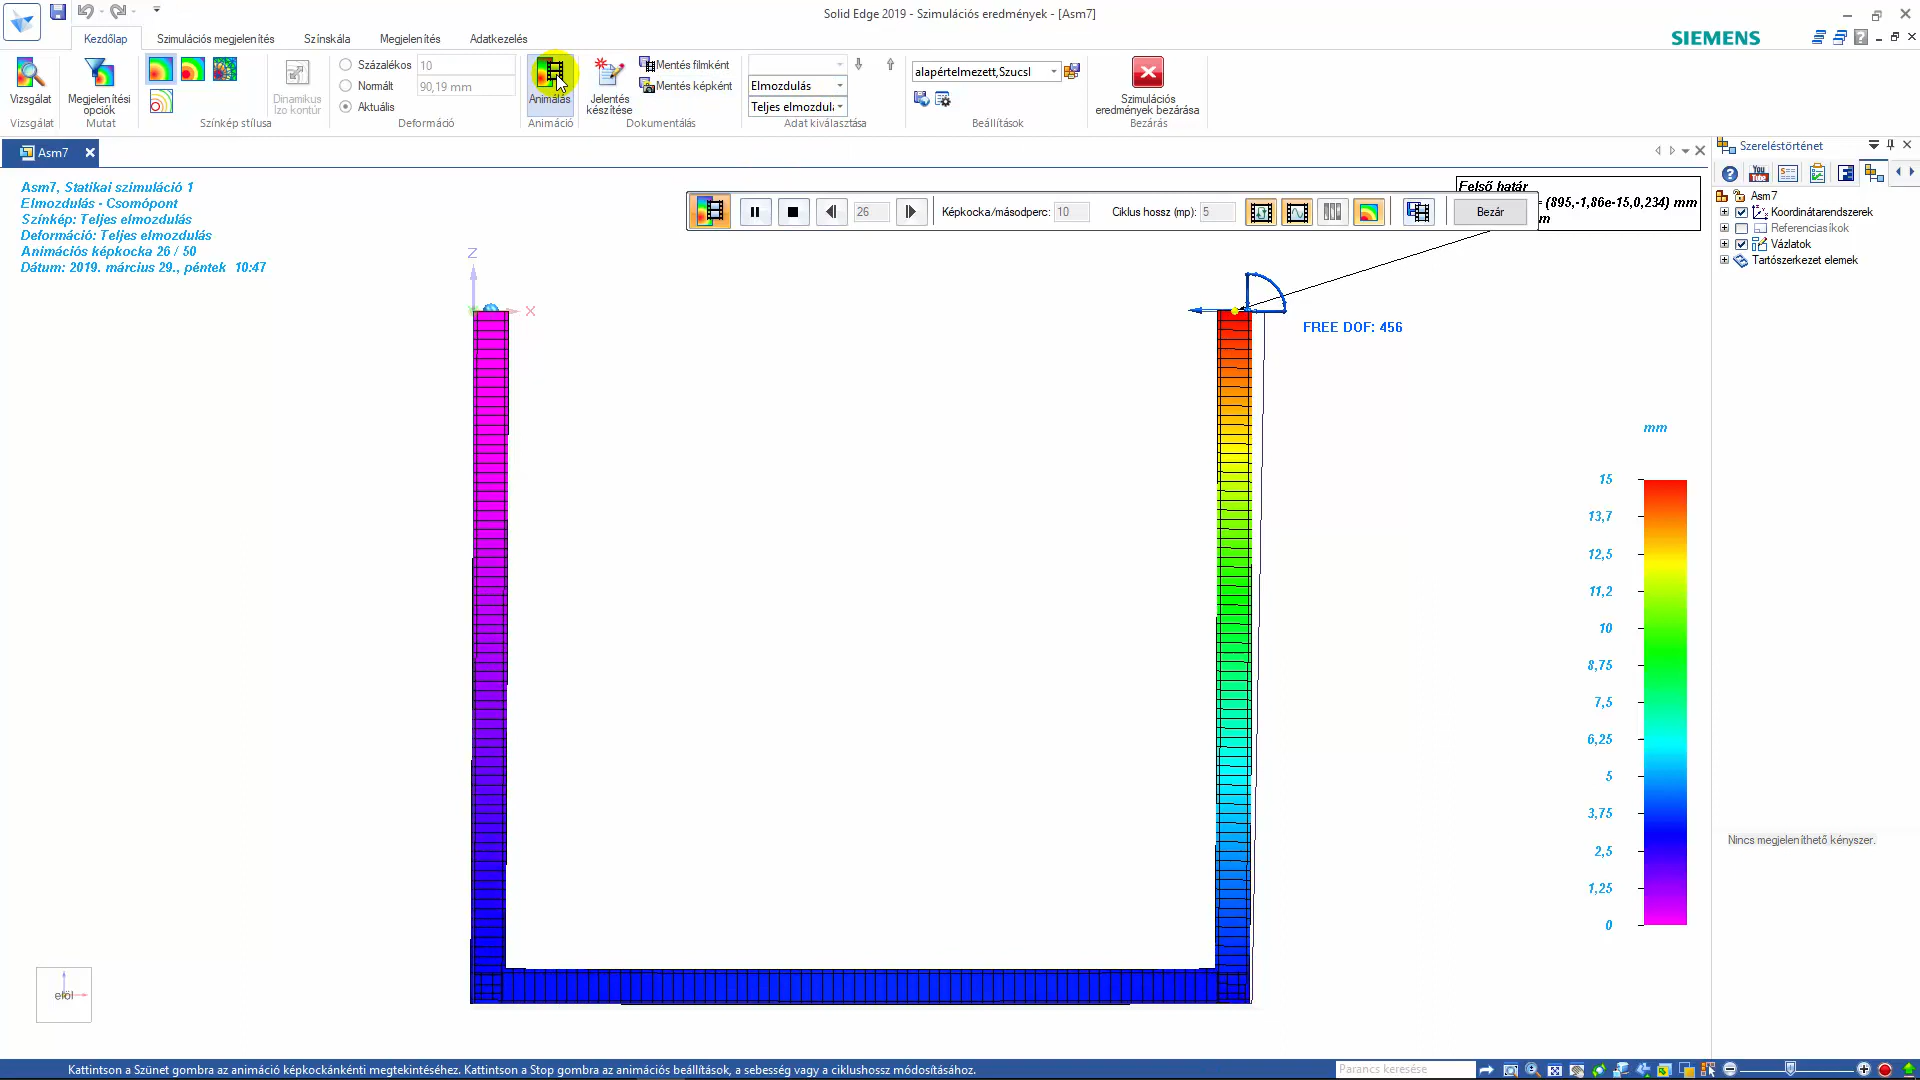 Solid Edge 2019 - Szimulációs eredmények - [Asm7]
Kezdőlap
Szimulációs megjelenítés
Színskála
Megjelenítés
Adatkezelés
SIEMENS
Vizsgálat
Vizsgálat
Megjelenítési opciók
Mutat
Színkép stílusa
Dinamikus Izo kontúr
Százalékos 10
Normált 90,19 mm
Aktuális
Deformáció
Animálás
Animáció
Jelentés készítése
Mentés filmként
Mentés képként
Dokumentálás
Elmozdulás
Teljes elmozdul
Adat kiválasztása
alapértelmezett,Szucsl
Beállítások
Szimulációs eredmények bezárása
Bezárás
Asm7
Asm7, Statikai szimuláció 1
Elmozdulás - Csomópont
Színkép: Teljes elmozdulás
Deformáció: Teljes elmozdulás
Animációs képkocka 26 / 50
Dátum: 2019. március 29., péntek 10:47
26
Képkocka/másodperc: 10
Ciklus hossz (mp): 5
Bezár
Felső határ
= (895,-1,86e-15,0,234) mm
m
Z
X
FREE DOF: 456
mm
15
13,7
12,5
11,2
10
8,75
7,5
6,25
5
3,75
2,5
1,25
0
elöl
Szereléstörténet
You Tube
Asm7
Koordinátarendszerek
Referenciasíkok
Vázlatok
Tartószerkezet elemek
Nincs megjeleníthető kényszer.
Kattintson a Szünet gombra az animáció képkockánkénti megtekintéséhez. Kattintson a Stop gombra az animációs beállítások, a sebesség vagy a ciklushossz módosításához.
Parancs keresése